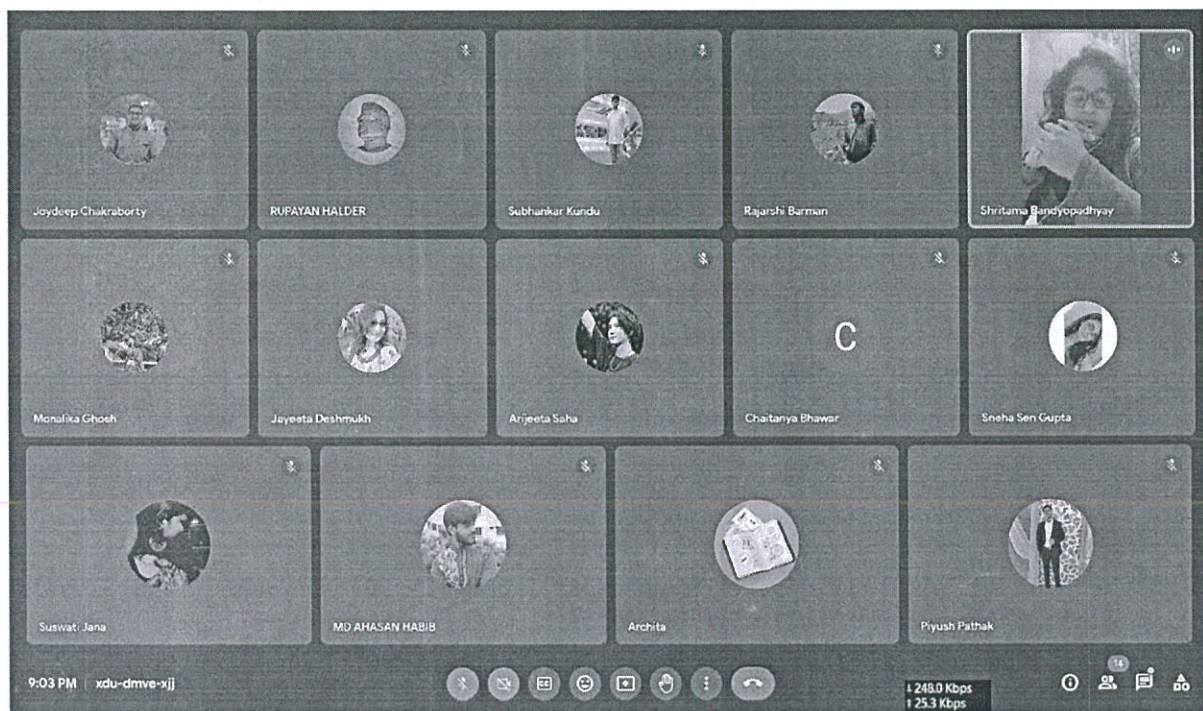 Joydeep Chakraborty
RUPAYAN HALDER
Subhankar Kundu
Rajarshi Barman
Shritama Bandyopadhyay
Monalika Ghosh
Jayeeta Deshmukh
Arijeeta Saha
C
Chaitanya Bhawar
Sneha Sen Gupta
Suswati Jana
MD AHASAN HABIB
Archita
Piyush Pathak
9:03 PM | xdu-dmve-xjj
CC
↓ 248.0 Kbps
↑ 25.3 Kbps
14